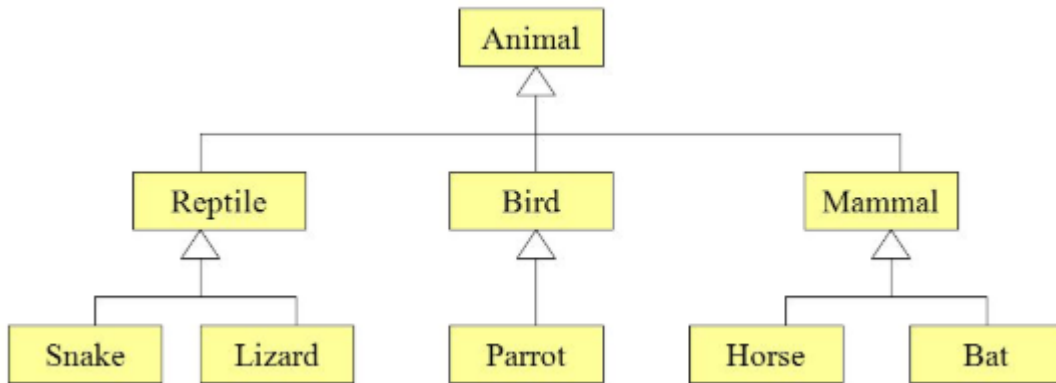 Animal
Reptile
Bird
Mammal
Snake
Lizard
Parrot
Horse
Bat